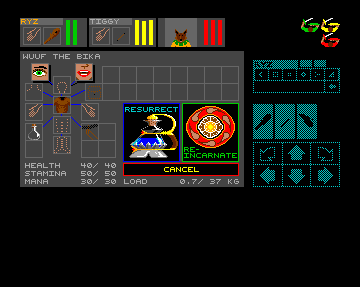 RYZ
TIGGY
WUUF THE BIKA
RESURRECT
RE-
INCARNATE
CANCEL
HEALTH 40/ 40
STAMINA 50/ 50
MANA 30/ 30
LOAD 0.7/ 37 KG
RYZ